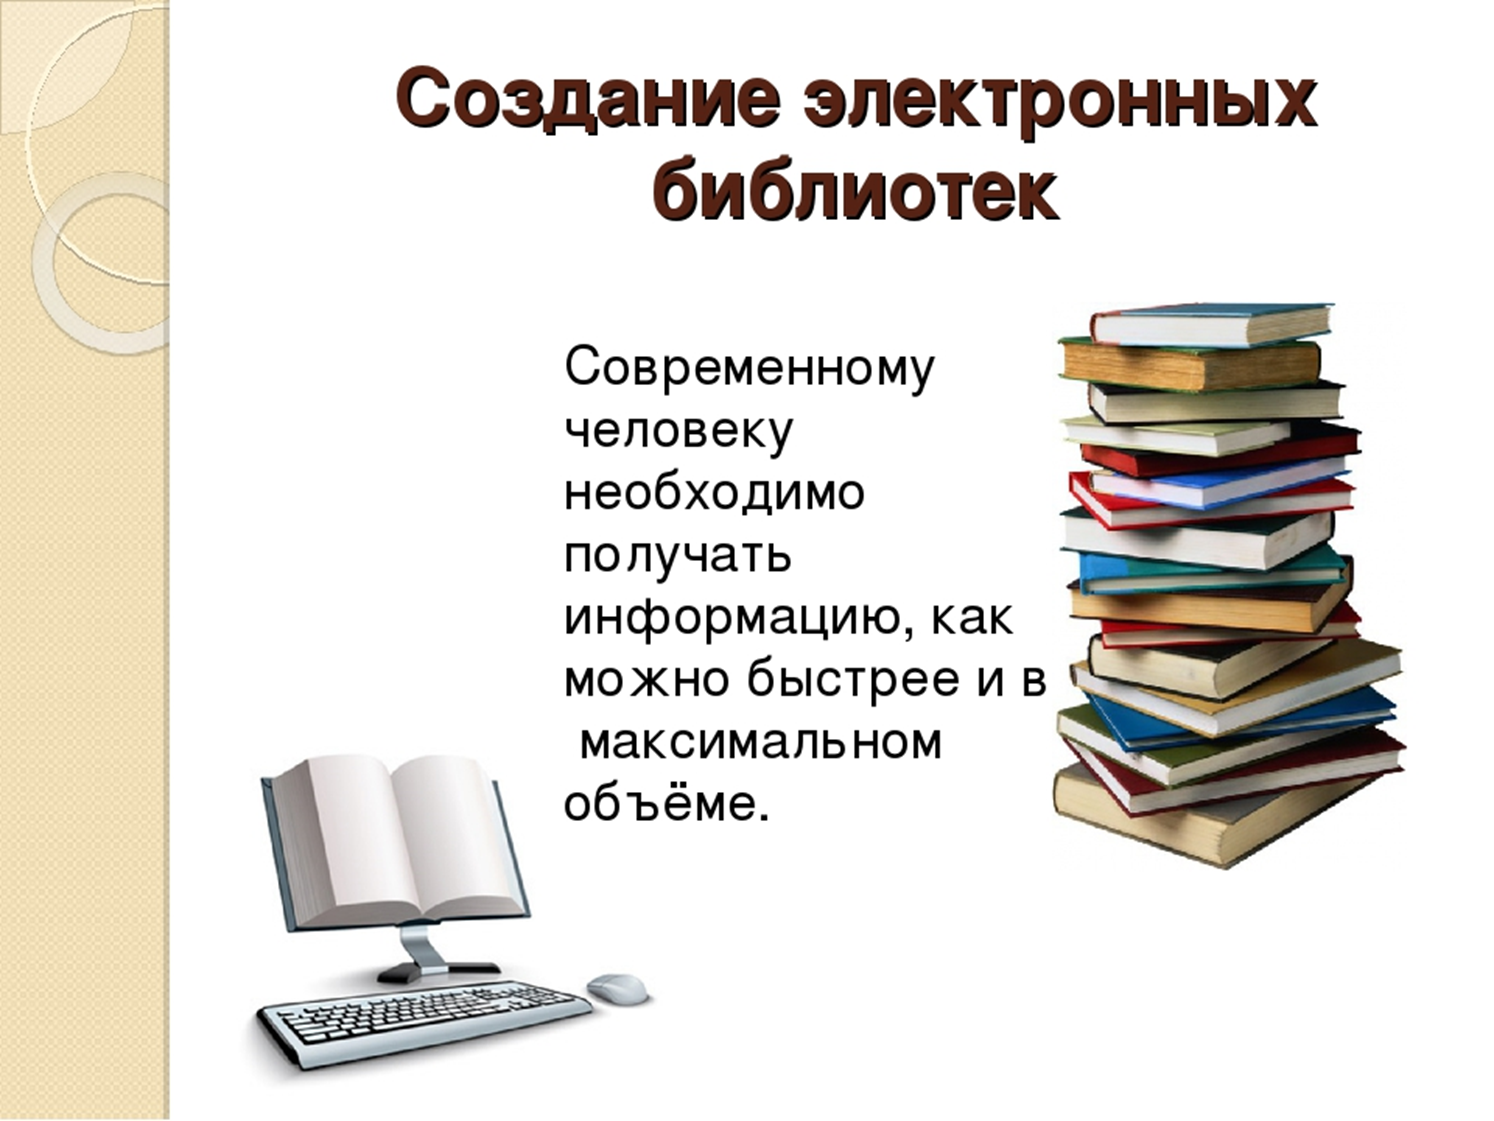 Создание электронных
библиотек
Современному
человеку
необходимо
получать
информацию, как
можно быстрее и в
максимальном
объёме.